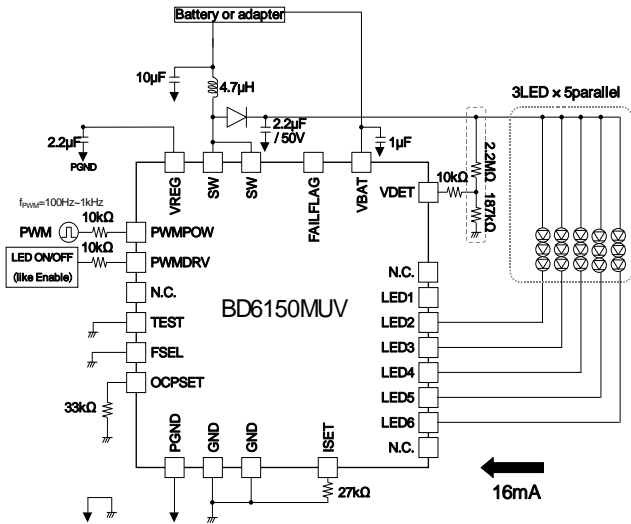 Battery or adapter
10μF
4.7μH
3LED × 5parallel
2.2μF
/ 50V
2.2μF
PGND
1μF
2.2MΩ
10kΩ
187kΩ
VREG
SW
SW
FAILFLAG
VBAT
VDET
fPWM=100Hz~1kHz
10kΩ
PWM
PWMPOW
10kΩ
LED ON/OFF
(like Enable)
PWMDRV
N.C.
N.C.
LED1
BD6150MUV
TEST
LED2
FSEL
LED3
LED4
OCPSET
LED5
33kΩ
LED6
PGND
GND
GND
ISET
N.C.
27kΩ
16mA